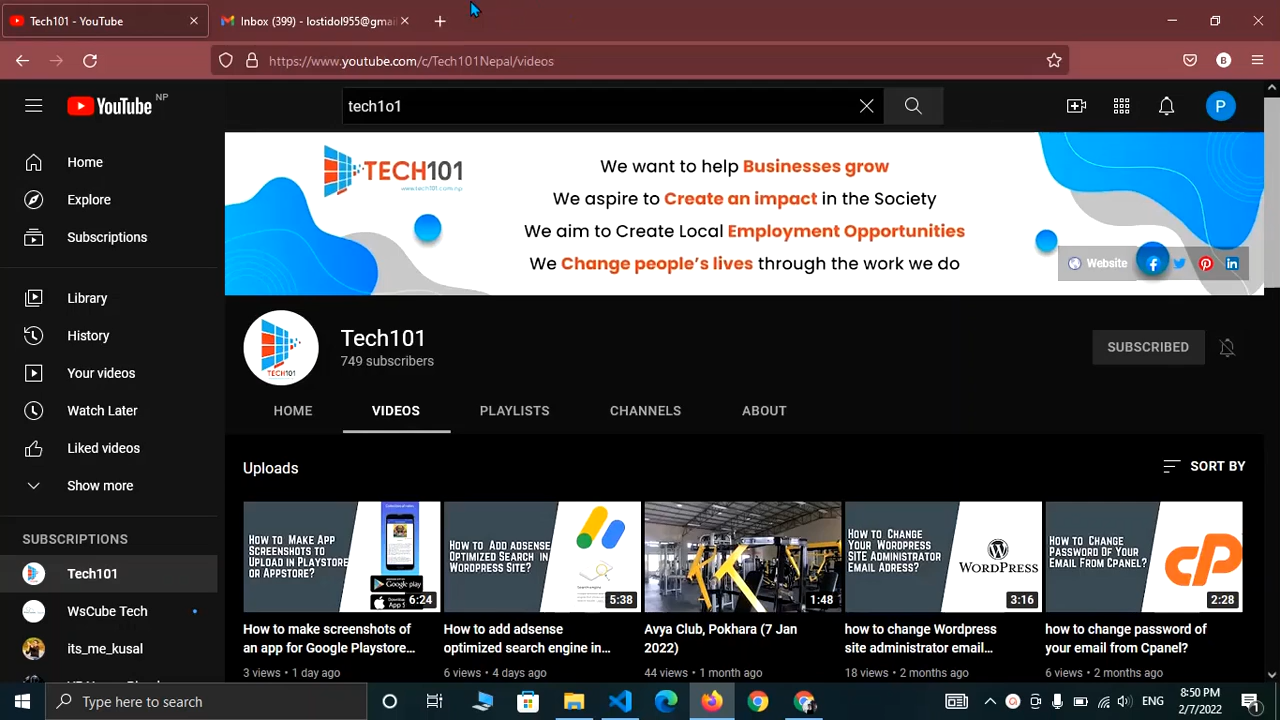 Tech101 - YouTube
Inbox (399) - lostidol955@gmai
https://www.youtube.com/c/Tech101Nepal/videos
B
YouTube NP
tech1o1
P
Home
Explore
Subscriptions
Library
History
Your videos
Watch Later
Liked videos
Show more
SUBSCRIPTIONS
Tech101
WsCube Tech
its_me_kusal
TECH101
www.tech101.com.np
We want to help Businesses grow
We aspire to Create an impact in the Society
We aim to Create Local Employment Opportunities
We Change people's lives through the work we do
Website
TECH101
Tech101
749 subscribers
SUBSCRIBED
HOME
VIDEOS
PLAYLISTS
CHANNELS
ABOUT
Uploads
SORT BY
HOW TO MAKE APP
SCREENSHOTS TO
UPLOAD IN PLAYSTORE
OR APPSTORE?
Google play
6:24
How to make screenshots of
an app for Google Playstore...
3 views • 1 day ago
HOW TO ADD ADSENSE
OPTIMIZED SEARCH IN
WORDPRESS SITE?
5:38
How to add adsense
optimized search engine in...
6 views • 4 days ago
1:48
Avya Club, Pokhara (7 Jan
2022)
44 views • 1 month ago
HOW TO CHANGE
YOUR WORDPRESS
SITE ADMINISTRATOR
EMAIL ADRESS?
WORDPRESS
3:16
how to change Wordpress
site administrator email...
18 views • 2 months ago
HOW TO CHANGE
PASSWORD OF YOUR
EMAIL FROM CPANEL?
cP
2:28
how to change password of
your email from Cpanel?
6 views • 2 months ago
Type here to search
ENG
8:50 PM
2/7/2022
1